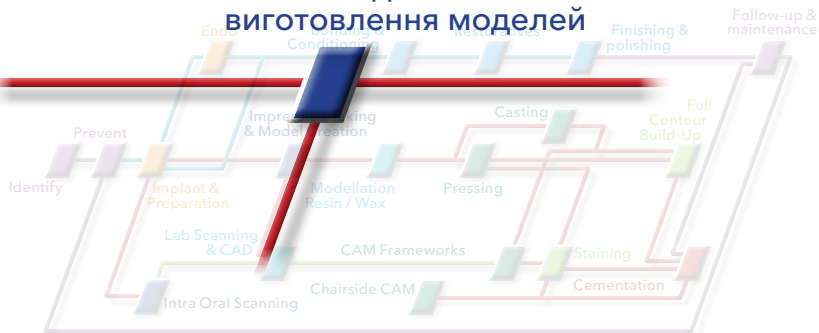 виготовлення моделей
Follow-up &
maintenance
Endo
Bonding &
Conditioning
Restoratives
Finishing &
polishing
Prevent
Impression Taking
& Model Creation
Casting
Full
Contour
Build-Up
Identify
Implant &
Preparation
Modellation
Resin / Wax
Pressing
Lab Scanning
& CAD
CAM Frameworks
Staining
Intra Oral Scanning
Chairside CAM
Cementation